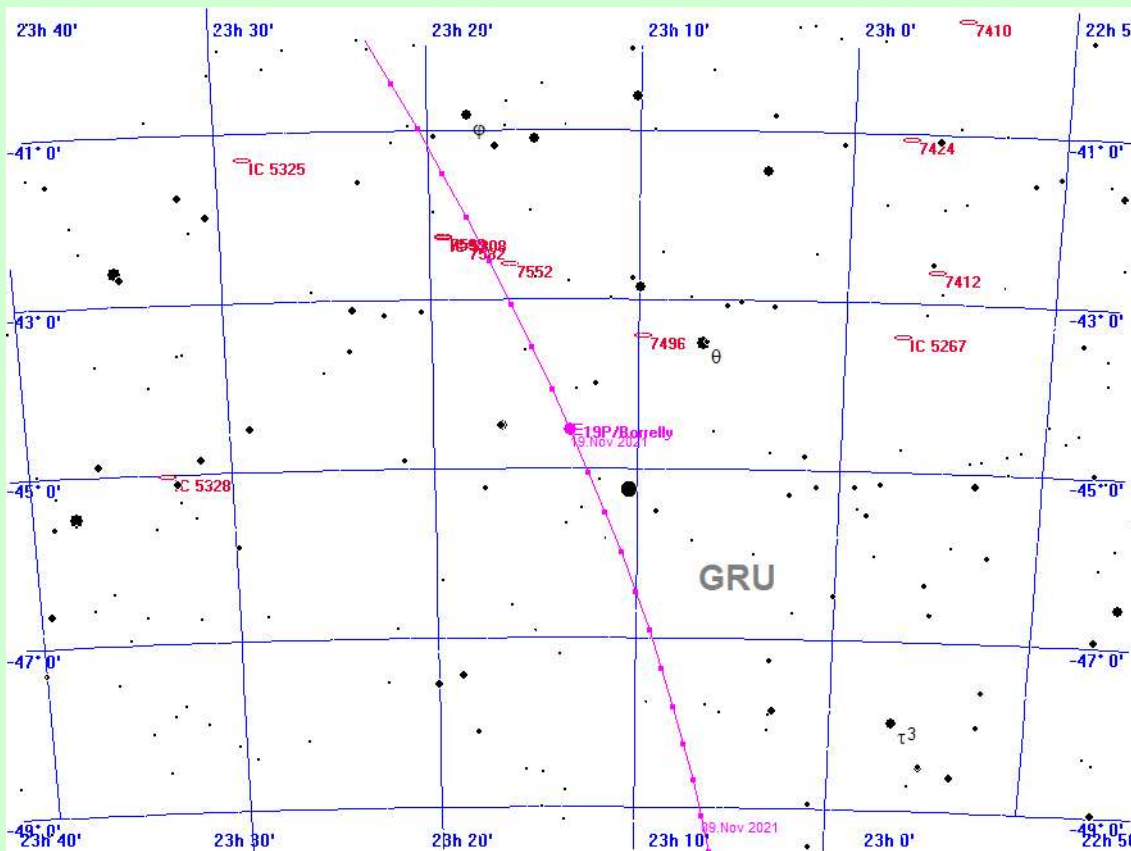 23h 40' 23h 30' 23h 20' 23h 10' 23h 0'
7410
φ
-41° 0' IC 5325 7424 -41° 0'
7582
7552 7412
-43° 0' 7496 θ IC 5267 -43° 0'
19P/Borrelly
19.Nov 2021
-45° 0' IC 5328 -45° 0'
GRU
-47° 0' -47° 0'
τ3
-49° 0' 09.Nov 2021 -49° 0'
23h 40' 23h 30' 23h 20' 23h 10' 23h 0'